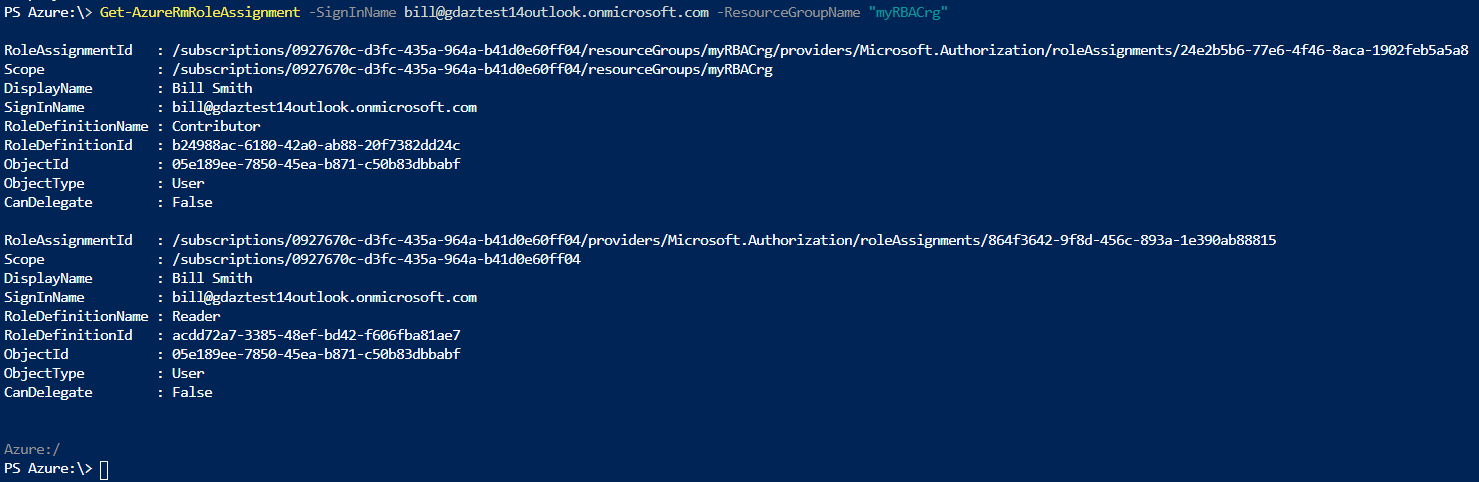 PS Azure:\> Get-AzureRmRoleAssignment -SignInName bill@gdaztest14outlook.onmicrosoft.com -ResourceGroupName "myRBACrg"
RoleAssignmentId   : /subscriptions/0927670c-d3fc-435a-964a-b41d0e60ff04/resourceGroups/myRBACrg/providers/Microsoft.Authorization/roleAssignments/24e2b5b6-77e6-4f46-8aca-1902feb5a5a8
Scope              : /subscriptions/0927670c-d3fc-435a-964a-b41d0e60ff04/resourceGroups/myRBACrg
DisplayName        : Bill Smith
SignInName         : bill@gdaztest14outlook.onmicrosoft.com
RoleDefinitionName : Contributor
RoleDefinitionId   : b24988ac-6180-42a0-ab88-20f7382dd24c
ObjectId           : 05e189ee-7850-45ea-b871-c50b83dbbabf
ObjectType         : User
CanDelegate        : False
RoleAssignmentId   : /subscriptions/0927670c-d3fc-435a-964a-b41d0e60ff04/providers/Microsoft.Authorization/roleAssignments/864f3642-9f8d-456c-893a-1e390ab88815
Scope              : /subscriptions/0927670c-d3fc-435a-964a-b41d0e60ff04
DisplayName        : Bill Smith
SignInName         : bill@gdaztest14outlook.onmicrosoft.com
RoleDefinitionName : Reader
RoleDefinitionId   : acdd72a7-3385-48ef-bd42-f606fba81ae7
ObjectId           : 05e189ee-7850-45ea-b871-c50b83dbbabf
ObjectType         : User
CanDelegate        : False
Azure:/
PS Azure:\>